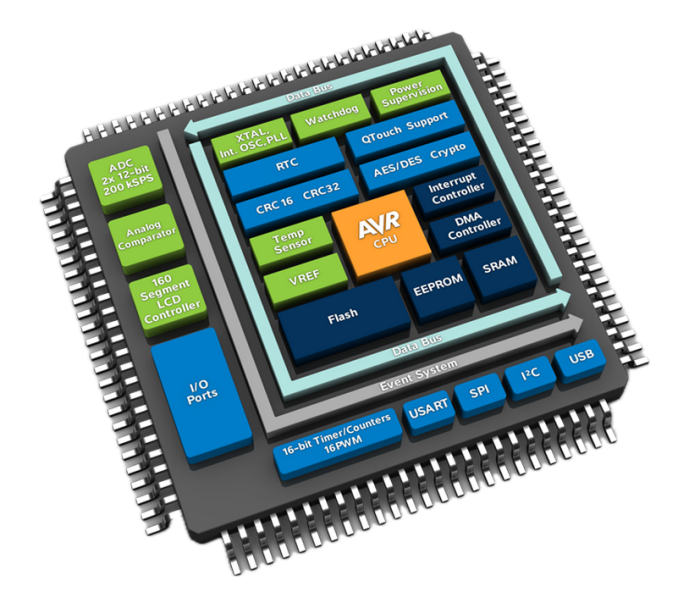 Data Bus
Power
Supervision
Watchdog
XTAL,
Int. OSC,PLL
QTouch Support
RTC
AES/DES Crypto
CRC16 CRC32
Interrupt
Controller
ADC
2x 12-bit
200 kSPS
Analog
Comparator
160
Segment
LCD
Controller
I/O
Ports
Temp
Sensor
VREF
AVR
CPU
DMA
Controller
Flash
EEPROM
SRAM
Data Bus
Event System
16-bit Timer/Counters
16PWM
USART
SPI
I²C
USB